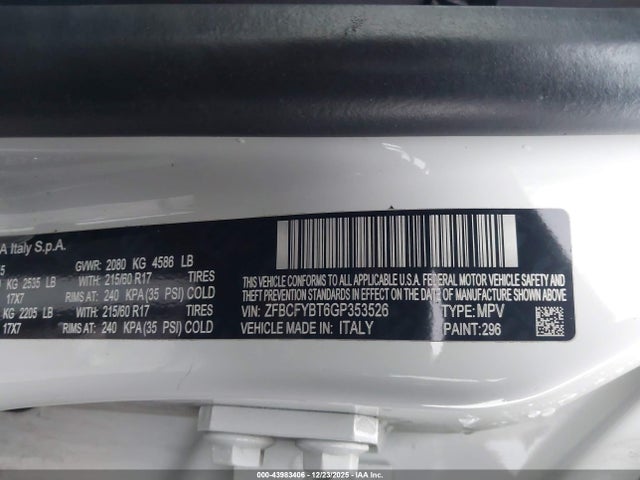 A Italy S.p.A.
5 GVWR: 2080 KG 4586 LB
KG 2535 LB WITH: 215/60 R17 TIRES
17X7 RIMS AT: 240 KPA(35 PSI) COLD
KG 2205 LB WITH: 215/60 R17 TIRES
17X7 RIMS AT: 240 KPA (35 PSI) COLD
THIS VEHICLE CONFORMS TO ALL APPLICABLE U.S.A. FEDERAL MOTOR VEHICLE SAFETY AND
THEFT PREVENTION STANDARDS IN EFFECT ON THE DATE OF MANUFACTURE SHOWN ABOVE.
VIN: ZFBCFYBT6GP353526 TYPE: MPV
VEHICLE MADE IN: ITALY PAINT: 296
000-43983406 - 12/23/2025 - IAA Inc.